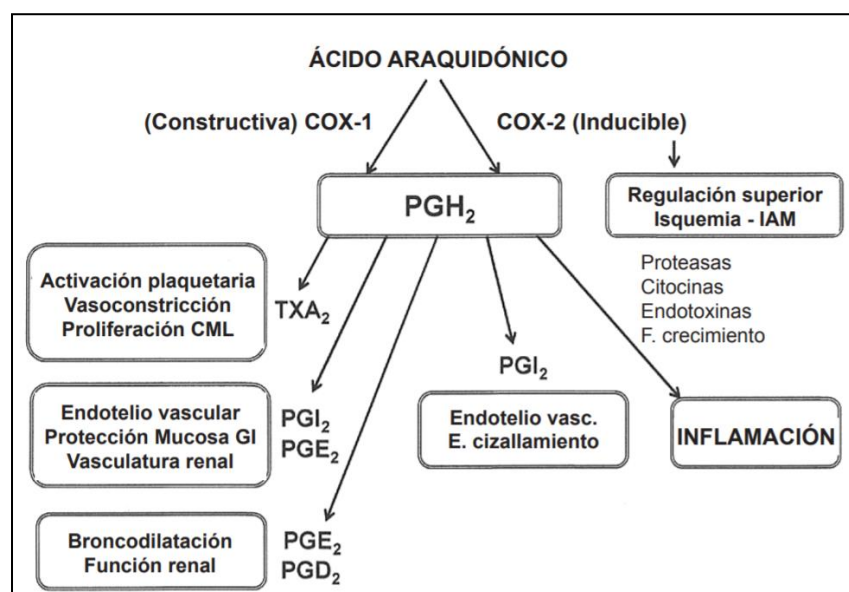 ÁCIDO ARAQUIDÓNICO
(Constructiva) COX-1
COX-2 (Inducible)
PGH₂
Regulación superior
Isquemia - IAM
Proteasas
Citocinas
Endotoxinas
F. crecimiento
Activación plaquetaria
Vasoconstricción
Proliferación CML
TXA₂
PGI₂
Endotelio vasc.
E. cizallamiento
INFLAMACIÓN
Endotelio vascular
Protección Mucosa GI
Vasculatura renal
PGI₂
PGE₂
Broncodilatación
Función renal
PGE₂
PGD₂